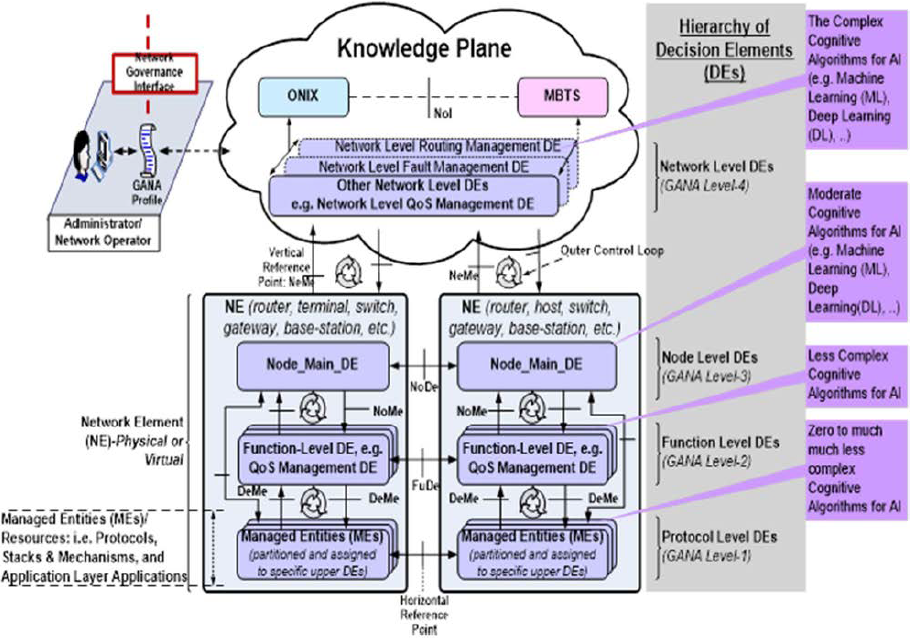 Knowledge Plane
ONIX
MBTS
NoI
Network Level Routing Management DE
Network Level Fault Management DE
Other Network Level DEs
e.g. Network Level QoS Management DE
Network
Governance
Interface
GANA
Profile
Administrator/
Network Operator
Vertical
Reference
Point: NeMe
NeMe
Outer Control Loop
NE (router, terminal, switch,
gateway, base-station, etc.)
Node_Main_DE
NoMe
Function-Level DE, e.g.
QoS Management DE
DeMe
DeMe
Managed Entities (MEs)
(partitioned and assigned
to specific upper DEs)
NoDe
FuDe
Horizontal
Reference
Point
NE (router, host, switch,
gateway, base-station, etc.)
Node_Main_DE
NoMe
Function-Level DE, e.g.
QoS Management DE
DeMe
DeMe
Managed Entities (MEs)
(partitioned and assigned
to specific upper DEs)
Network Element
(NE)-Physical or
Virtual
Managed Entities (MEs)/
Resources: i.e. Protocols,
Stacks & Mechanisms, and
Application Layer Applications
Hierarchy of
Decision Elements
(DEs)
Network Level DEs
(GANA Level-4)
Node Level DEs
(GANA Level-3)
Function Level DEs
(GANA Level-2)
Protocol Level DEs
(GANA Level-1)
The Complex
Cognitive
Algorithms for AI
(e.g. Machine
Learning (ML),
Deep Learning
(DL), ..)
Moderate
Cognitive
Algorithms for AI
(e.g. Machine
Learning (ML),
Deep
Learning(DL), ..)
Less Complex
Cognitive
Algorithms for AI
Zero to much
much less
complex
Cognitive
Algorithms for AI